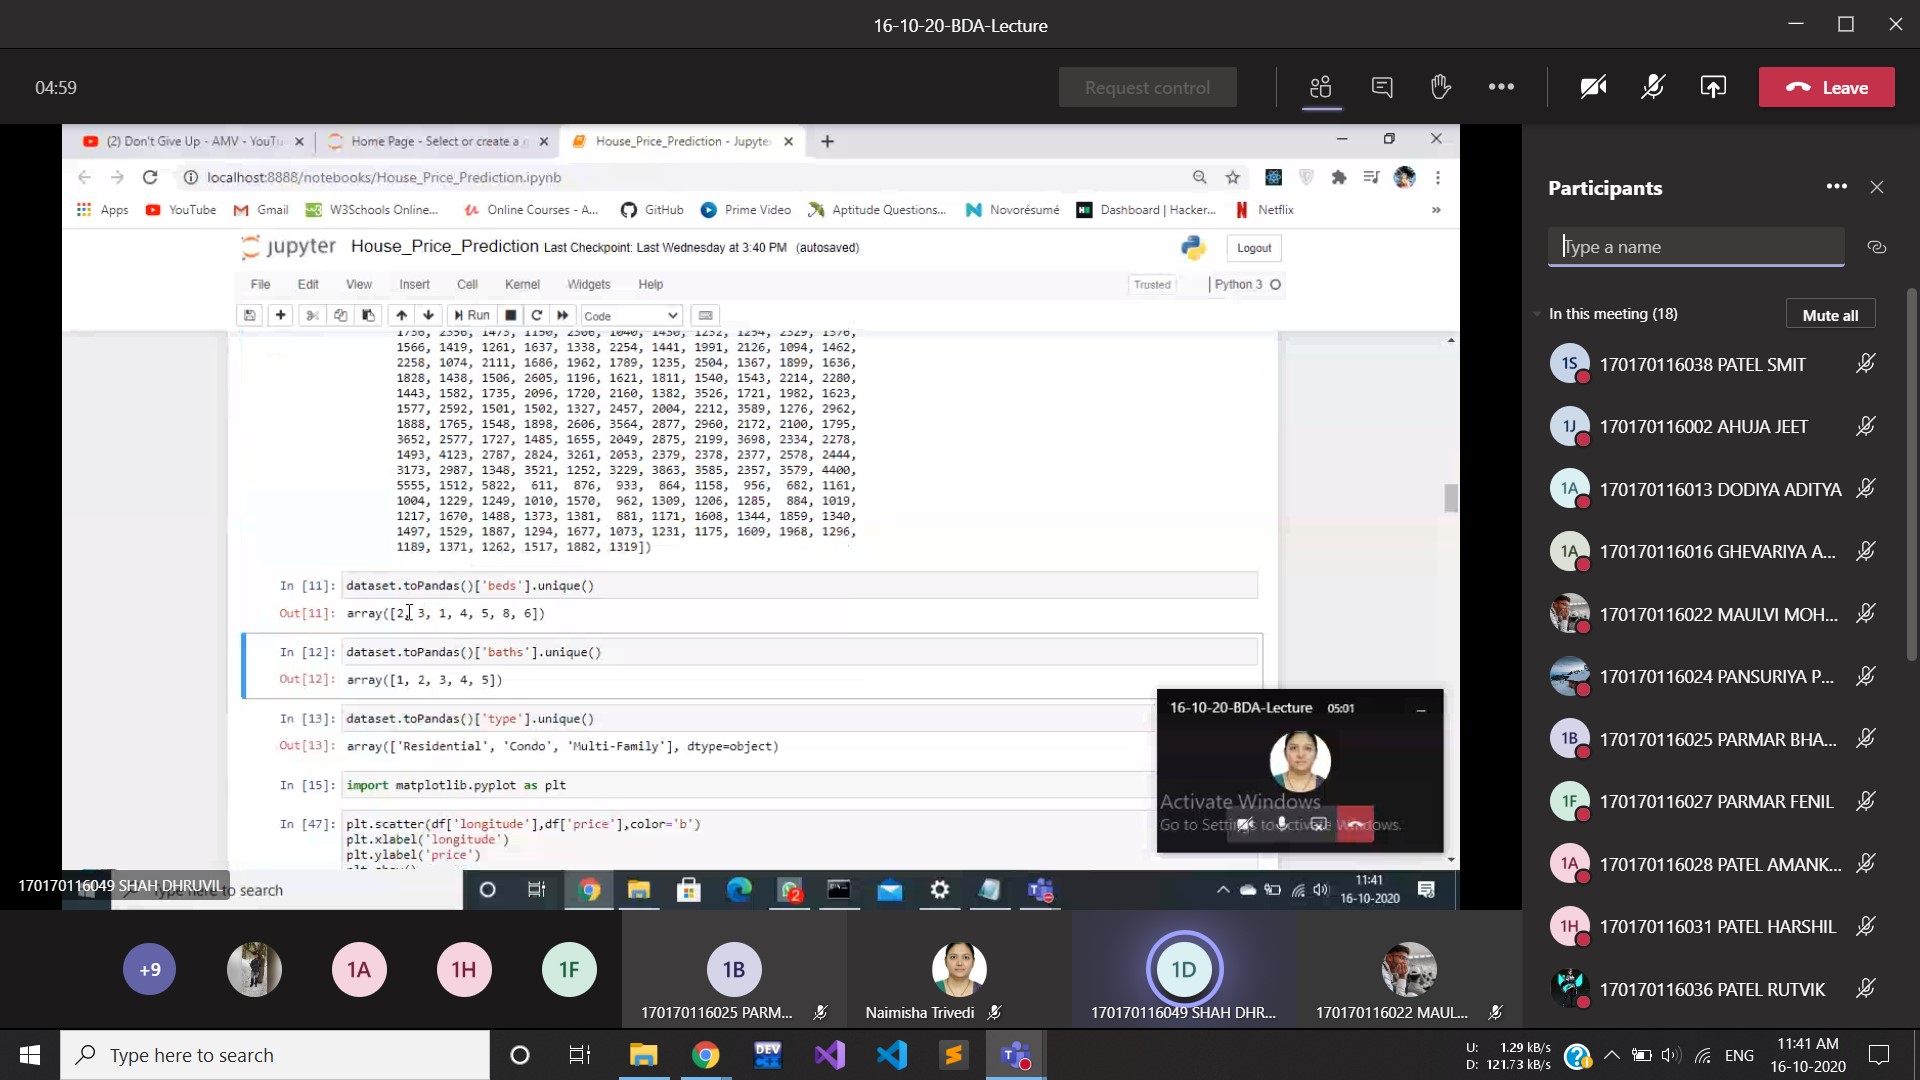 16-10-20-BDA-Lecture
04:59
Request control
Leave
(2) Don't Give Up - AMV - YouTu
Home Page - Select or create a
House_Price_Prediction - Jupyte
localhost:8888/notebooks/House_Price_Prediction.ipynb
Apps
YouTube
Gmail
W3Schools Online...
Online Courses - A...
GitHub
Prime Video
Aptitude Questions...
Novorésumé
Dashboard | Hacker...
Netflix
jupyter House_Price_Prediction Last Checkpoint: Last Wednesday at 3:40 PM (autosaved)
Logout
File Edit View Insert Cell Kernel Widgets Help
Trusted
Python 3
Run
Code
1566, 1419, 1261, 1637, 1338, 2254, 1441, 1991, 2126, 1094, 1462,
2258, 1074, 2111, 1686, 1962, 1789, 1235, 2504, 1367, 1899, 1636,
1828, 1438, 1506, 2605, 1196, 1621, 1811, 1540, 1543, 2214, 2280,
1443, 1582, 1735, 2096, 1720, 2160, 1382, 3526, 1721, 1982, 1623,
1577, 2592, 1501, 1502, 1327, 2457, 2004, 2212, 3589, 1276, 2962,
1888, 1765, 1548, 1898, 2606, 3564, 2877, 2960, 2172, 2100, 1795,
3652, 2577, 1727, 1485, 1655, 2049, 2875, 2199, 3698, 2334, 2278,
1493, 4123, 2787, 2824, 3261, 2053, 2379, 2378, 2377, 2578, 2444,
3173, 2987, 1348, 3521, 1252, 3229, 3863, 3585, 2357, 3579, 4400,
5555, 1512, 5822, 611, 876, 933, 864, 1158, 956, 682, 1161,
1004, 1229, 1249, 1010, 1570, 962, 1309, 1206, 1285, 884, 1019,
1217, 1670, 1488, 1373, 1381, 881, 1171, 1608, 1344, 1859, 1340,
1497, 1529, 1887, 1294, 1677, 1073, 1231, 1175, 1609, 1968, 1296,
1189, 1371, 1262, 1517, 1882, 1319])
In [11]: dataset.toPandas()['beds'].unique()
Out[11]: array([2, 3, 1, 4, 5, 8, 6])
In [12]: dataset.toPandas()['baths'].unique()
Out[12]: array([1, 2, 3, 4, 5])
In [13]: dataset.toPandas()['type'].unique()
Out[13]: array(['Residential', 'Condo', 'Multi-Family'], dtype=object)
In [15]: import matplotlib.pyplot as plt
In [47]: plt.scatter(df['longitude'],df['price'],color='b')
plt.xlabel('longitude')
plt.ylabel('price')
16-10-20-BDA-Lecture 05:01
Activate Windows
Go to Settings to activate Windows.
170170116049 SHAH DHRUVIL
to search
2
11:41
16-10-2020
Participants
Type a name
In this meeting (18)
Mute all
1S 170170116038 PATEL SMIT
1J 170170116002 AHUJA JEET
1A 170170116013 DODIYA ADITYA
1A 170170116016 GHEVARIYA A...
170170116022 MAULVI MOH...
170170116024 PANSURIYA P...
1B 170170116025 PARMAR BHA...
1F 170170116027 PARMAR FENIL
1A 170170116028 PATEL AMANK...
1H 170170116031 PATEL HARSHIL
170170116036 PATEL RUTVIK
+9
1A
1H
1F
1B
170170116025 PARM...
Naimisha Trivedi
1D
170170116049 SHAH DHR...
170170116022 MAUL...
Type here to search
DEV
U: 1.29 kB/s
D: 121.73 kB/s
ENG
11:41 AM
16-10-2020